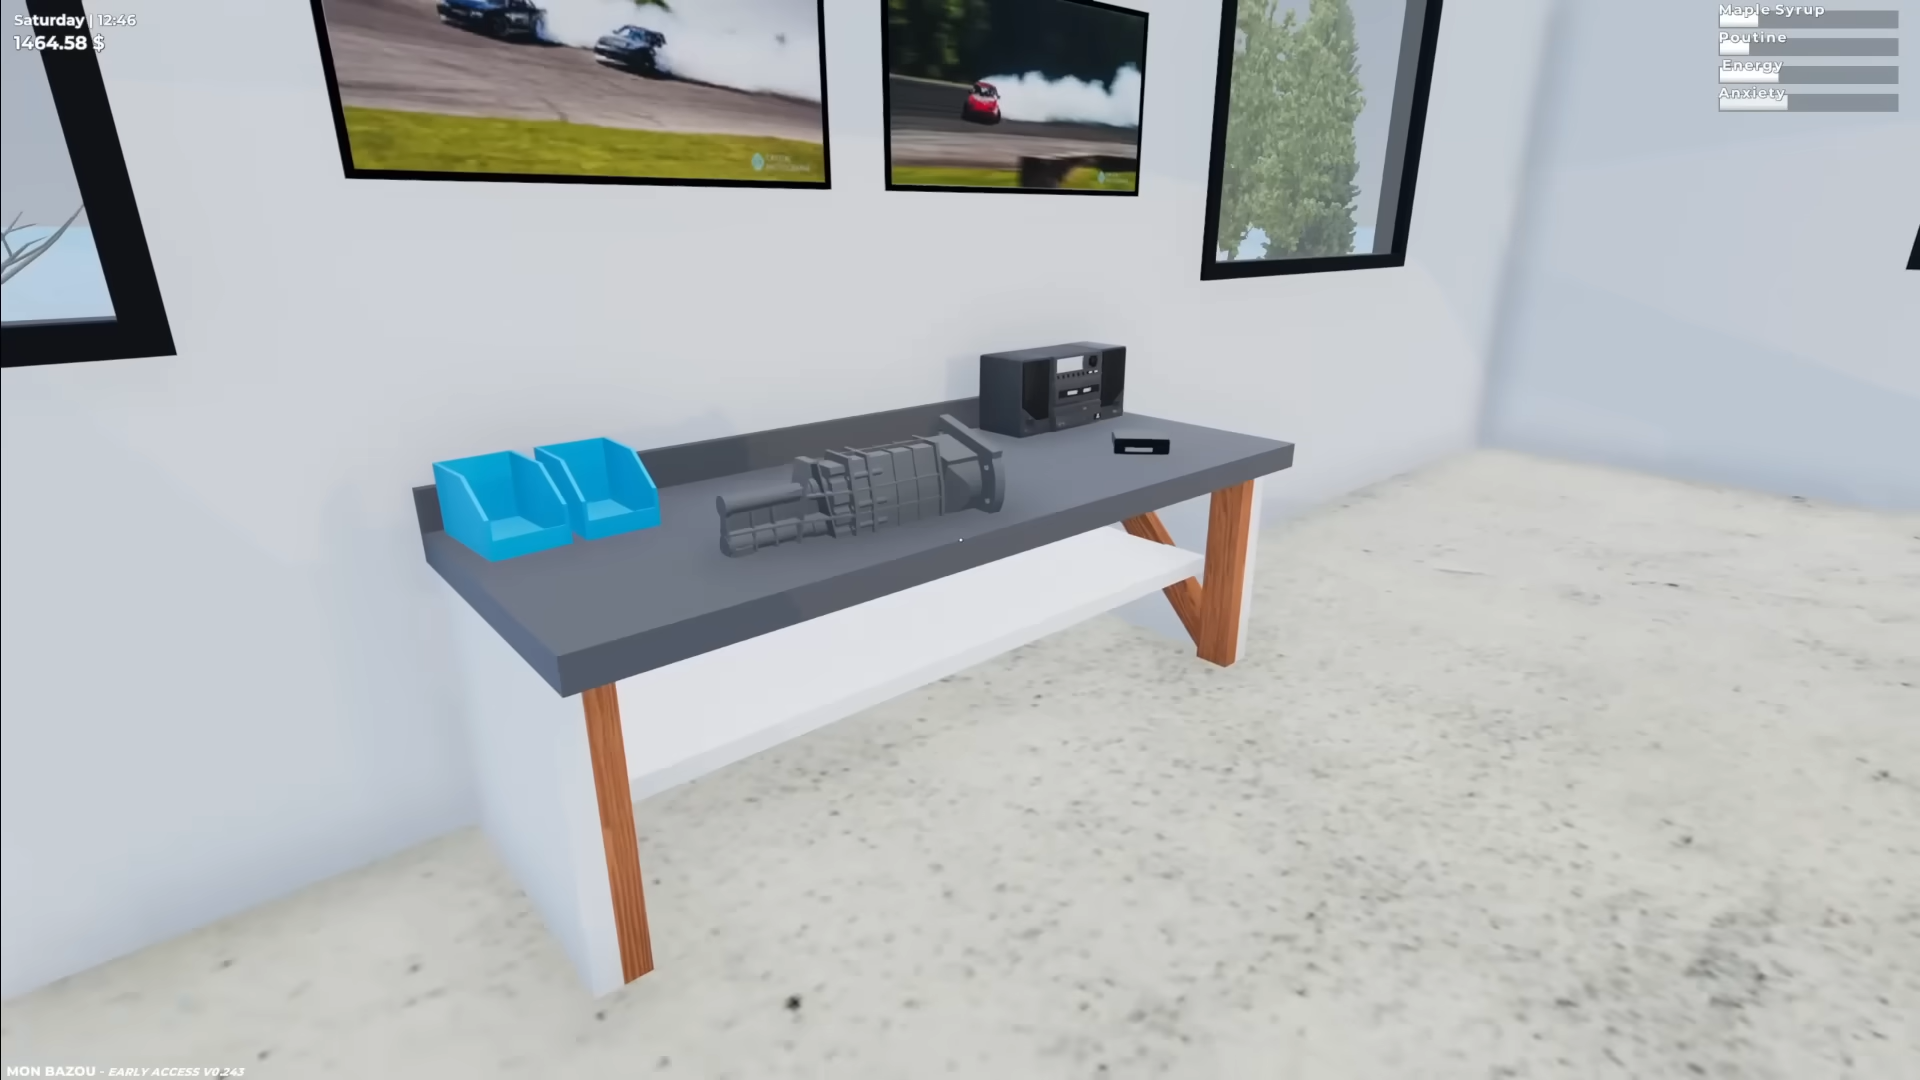 Saturday | 12:46
1464.58 $
Maple Syrup
Poutine
Energy
Anxiety
MON BAZOU - EARLY ACCESS V0.243